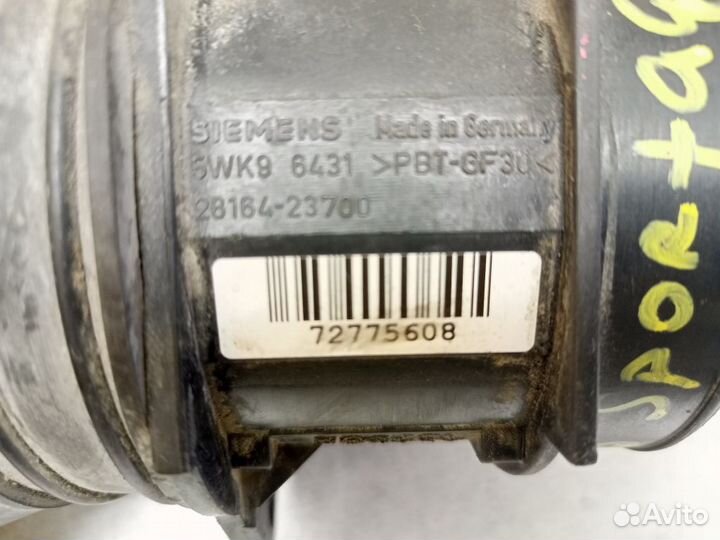 SIEMENS Made in Germany
5WK9 6431 >PBT-GF30<
28164-23700
72775608
Sportag
Avito